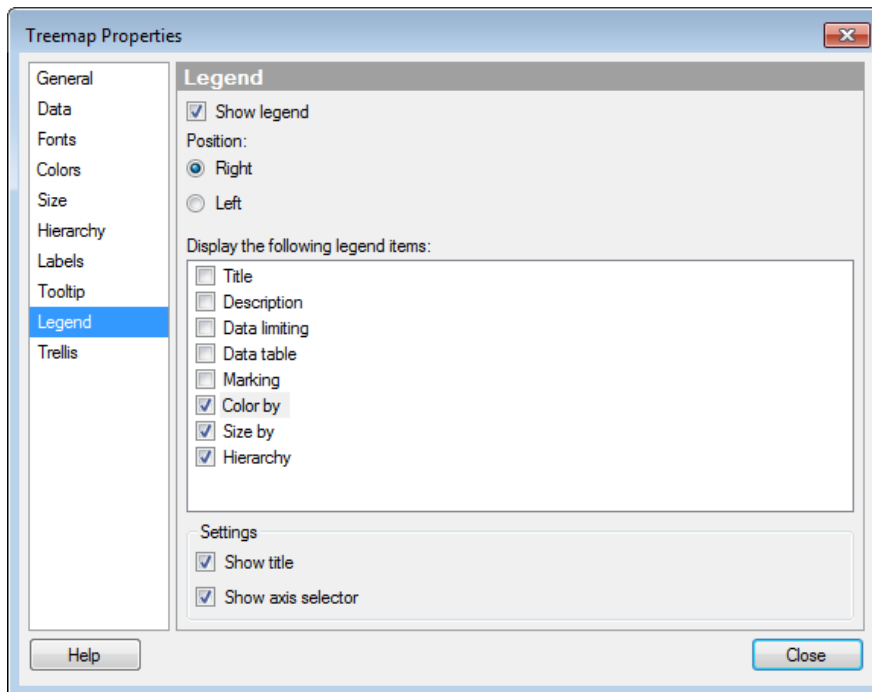 Treemap Properties
General
Data
Fonts
Colors
Size
Hierarchy
Labels
Tooltip
Legend
Trellis
Legend
Show legend
Position:
Right
Left
Display the following legend items:
Title
Description
Data limiting
Data table
Marking
Color by
Size by
Hierarchy
Settings
Show title
Show axis selector
Help
Close